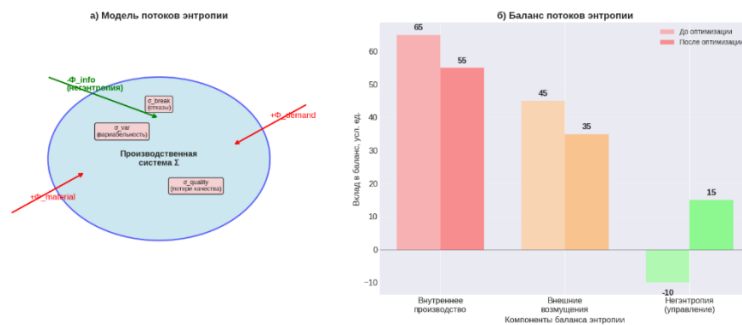 а) Модель потоков энтропии
-Φ_info
(негэнтропия)
σ_break
(отказы)
+Φ_demand
σ_var
(вариабельность)
Производственная
система Σ
σ_quality
(потери качества)
+Φ_material
б) Баланс потоков энтропии
До оптимизации
После оптимизации
Вклад в баланс, усл. ед.
60
50
40
30
20
10
0
−10
65
55
45
35
-10
15
Внутреннее
производство
Внешние
возмущения
Негэнтропия
(управление)
Компоненты баланса энтропии